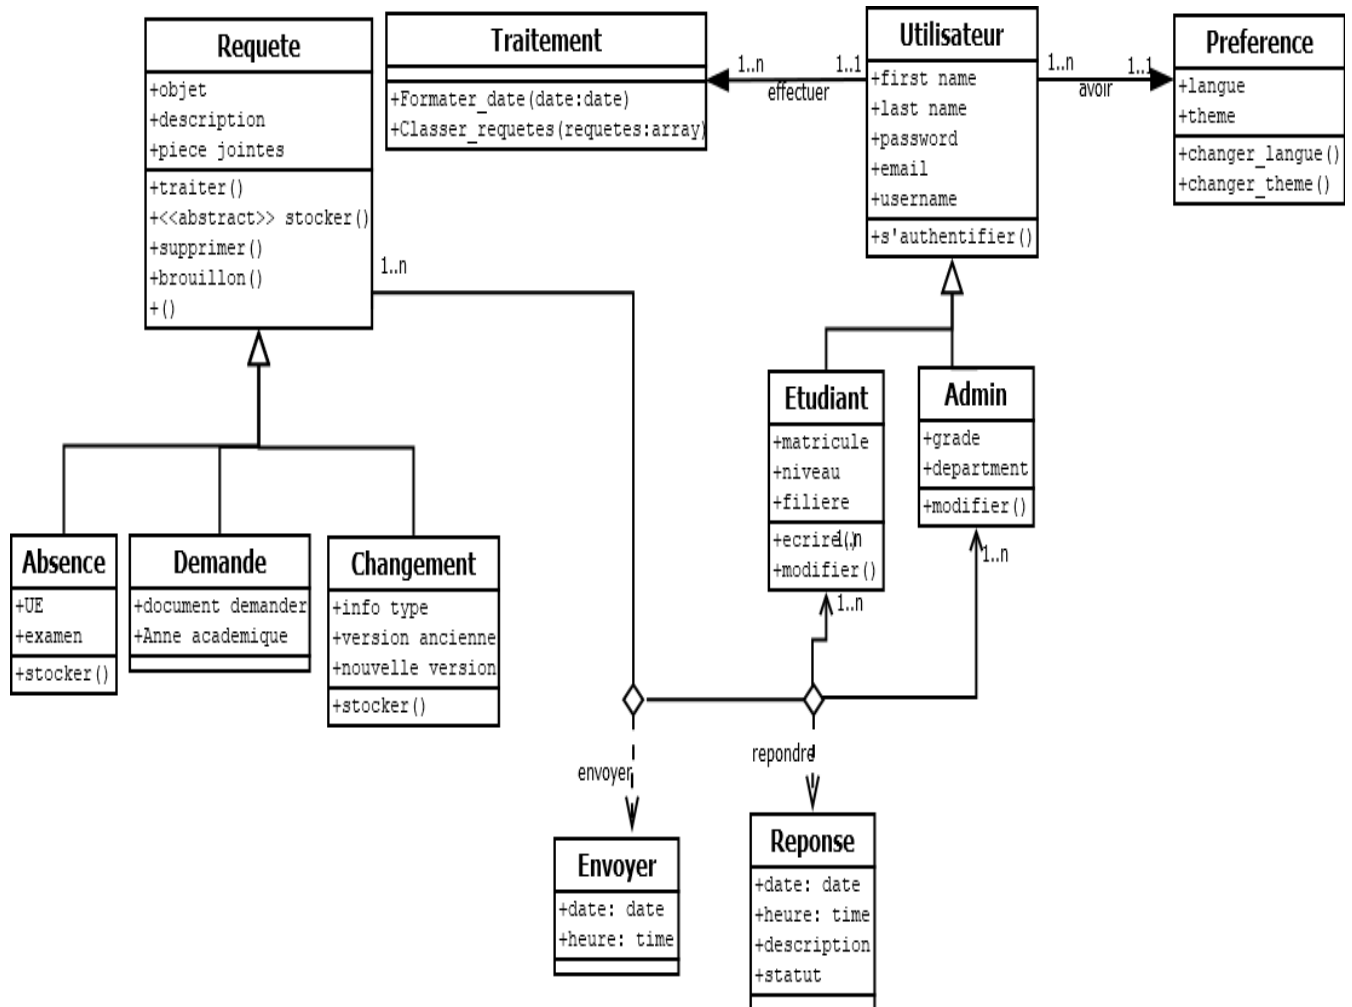 Requete
+objet
+description
+piece jointes
+traiter()
+<<abstract>> stocker()
+supprimer()
+brouillon()
+()
Traitement
+Formater_date(date:date)
+Classer_requetes(requetes:array)
1..n
1..1
effectuer
Utilisateur
+first name
+last name
+password
+email
+username
+s'authentifier()
1..n
1..1
avoir
Preference
+langue
+theme
+changer_langue()
+changer_theme()
1..n
Etudiant
+matricule
+niveau
+filiere
+ecrire()
1..n
+modifier()
1..n
Admin
+grade
+department
+modifier()
1..n
Absence
+UE
+examen
+stocker()
Demande
+document demander
+Anne academique
Changement
+info type
+version ancienne
+nouvelle version
+stocker()
envoyer
repondre
Envoyer
+date: date
+heure: time
Reponse
+date: date
+heure: time
+description
+statut